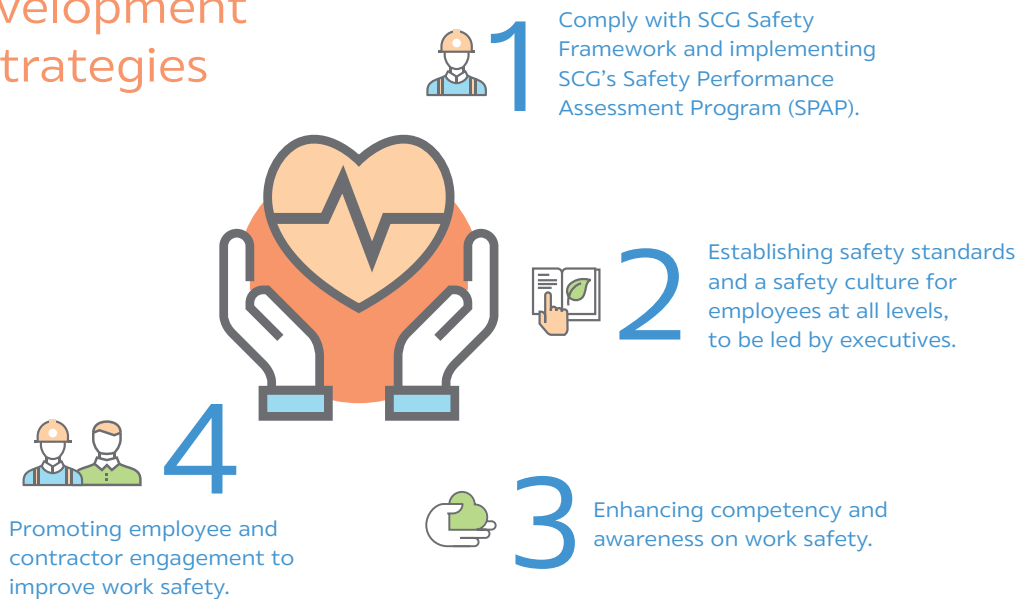 velopment
trategies
1
Comply with SCG Safety
Framework and implementing
SCG's Safety Performance
Assessment Program (SPAP).
2
Establishing safety standards
and a safety culture for
employees at all levels,
to be led by executives.
3
Enhancing competency and
awareness on work safety.
4
Promoting employee and
contractor engagement to
improve work safety.